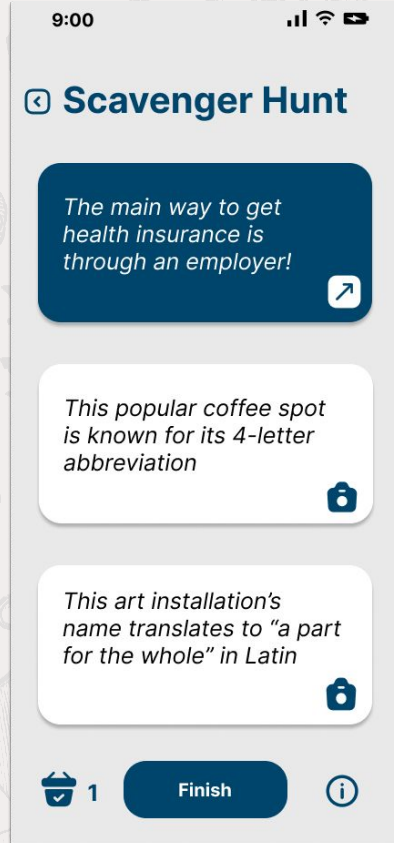 9:00
Scavenger Hunt
The main way to get
health insurance is
through an employer!
This popular coffee spot
is known for its 4-letter
abbreviation
This art installation’s
name translates to “a part
for the whole” in Latin
1
Finish